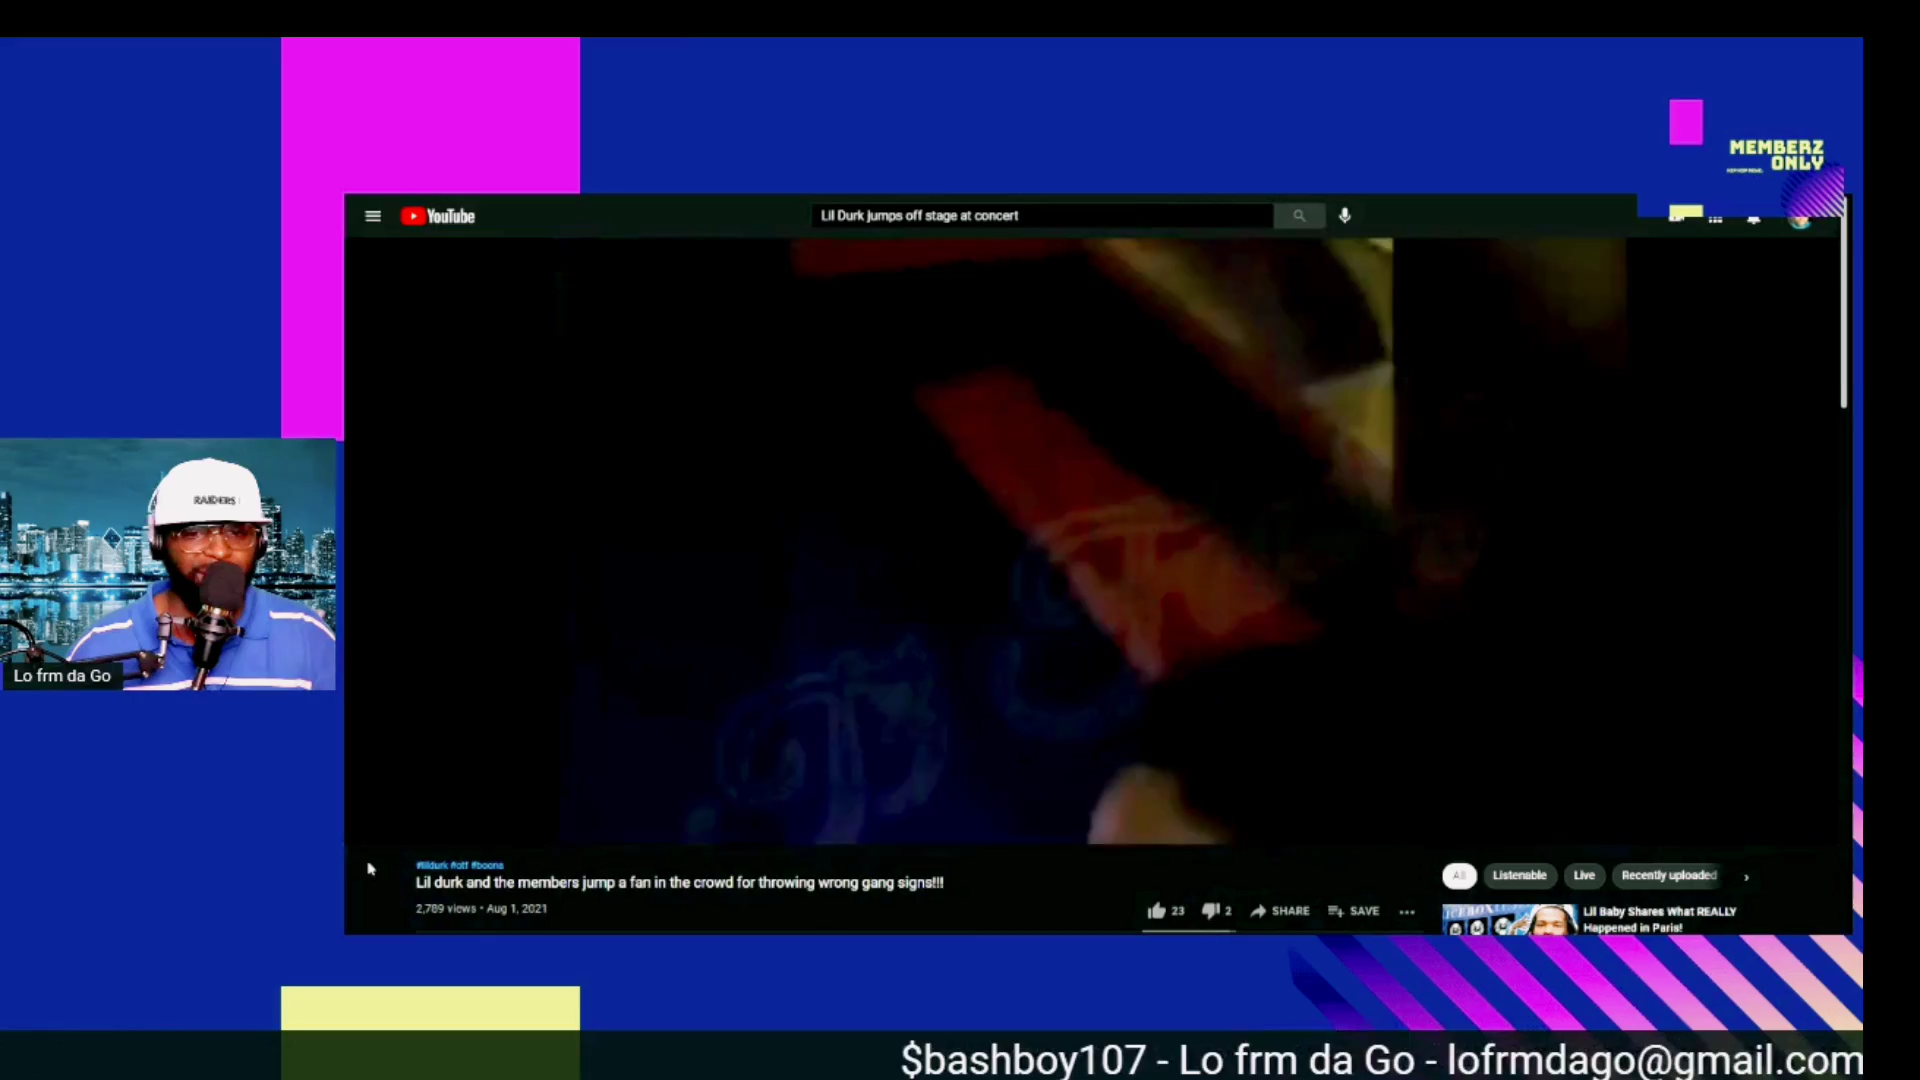 MEMBERZ
ONLY
YouTube
Lil Durk jumps off stage at concert
RAIDERS
Lo frm da Go
#lildurk #otf #boona
Lil durk and the members jump a fan in the crowd for throwing wrong gang signs!!!
2,789 views • Aug 1, 2021
23
2
SHARE
SAVE
All
Listenable
Live
Recently uploaded
Lil Baby Shares What REALLY
Happened in Paris!
$bashboy107 - Lo frm da Go - lofrmdago@gmail.com